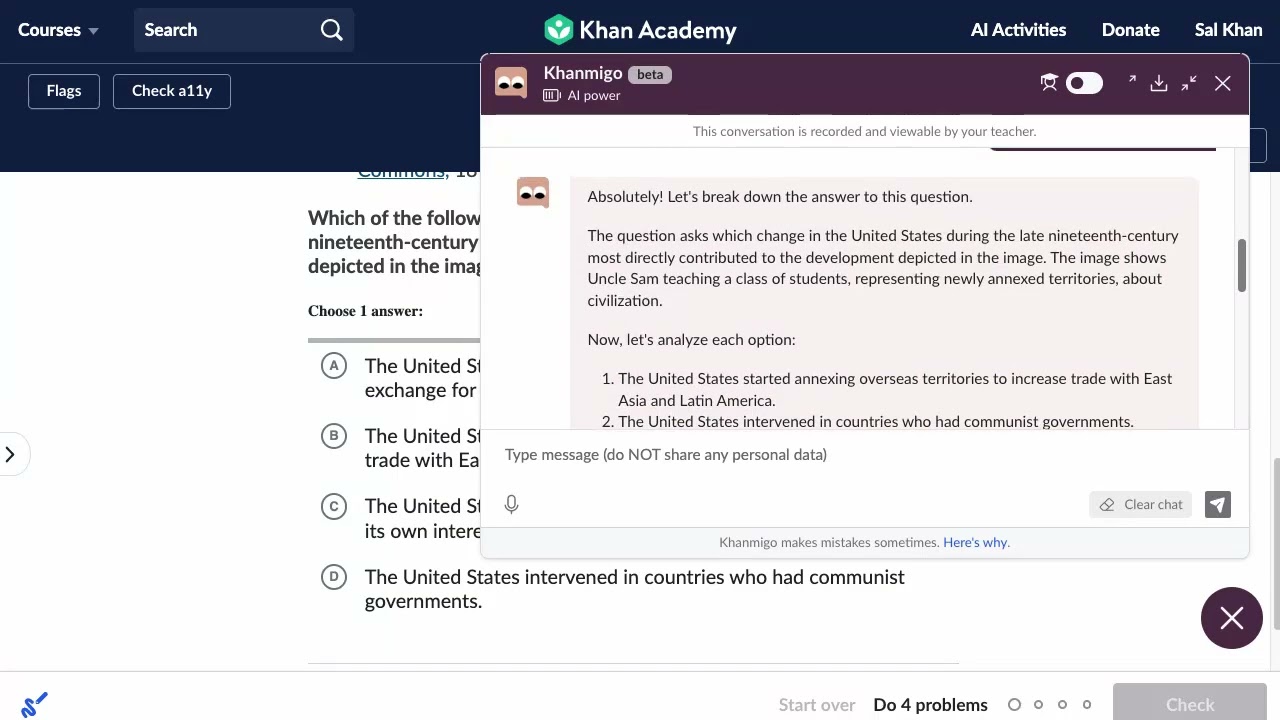 Courses
Search
Khan Academy
AI Activities
Donate
Sal Khan
Flags
Check a11y
Khanmigo beta
AI power
This conversation is recorded and viewable by your teacher.
Absolutely! Let's break down the answer to this question.
The question asks which change in the United States during the late nineteenth-century
most directly contributed to the development depicted in the image. The image shows
Uncle Sam teaching a class of students, representing newly annexed territories, about
civilization.
Now, let's analyze each option:
1. The United States started annexing overseas territories to increase trade with East
Asia and Latin America.
2. The United States intervened in countries who had communist governments.
Type message (do NOT share any personal data)
Clear chat
Khanmigo makes mistakes sometimes. Here's why.
Commons, 18
Which of the follow
nineteenth-century
depicted in the imag
Choose 1 answer:
A The United St
exchange for
B The United St
trade with Ea
C The United St
its own intere
D The United States intervened in countries who had communist
governments.
Start over
Do 4 problems
Check